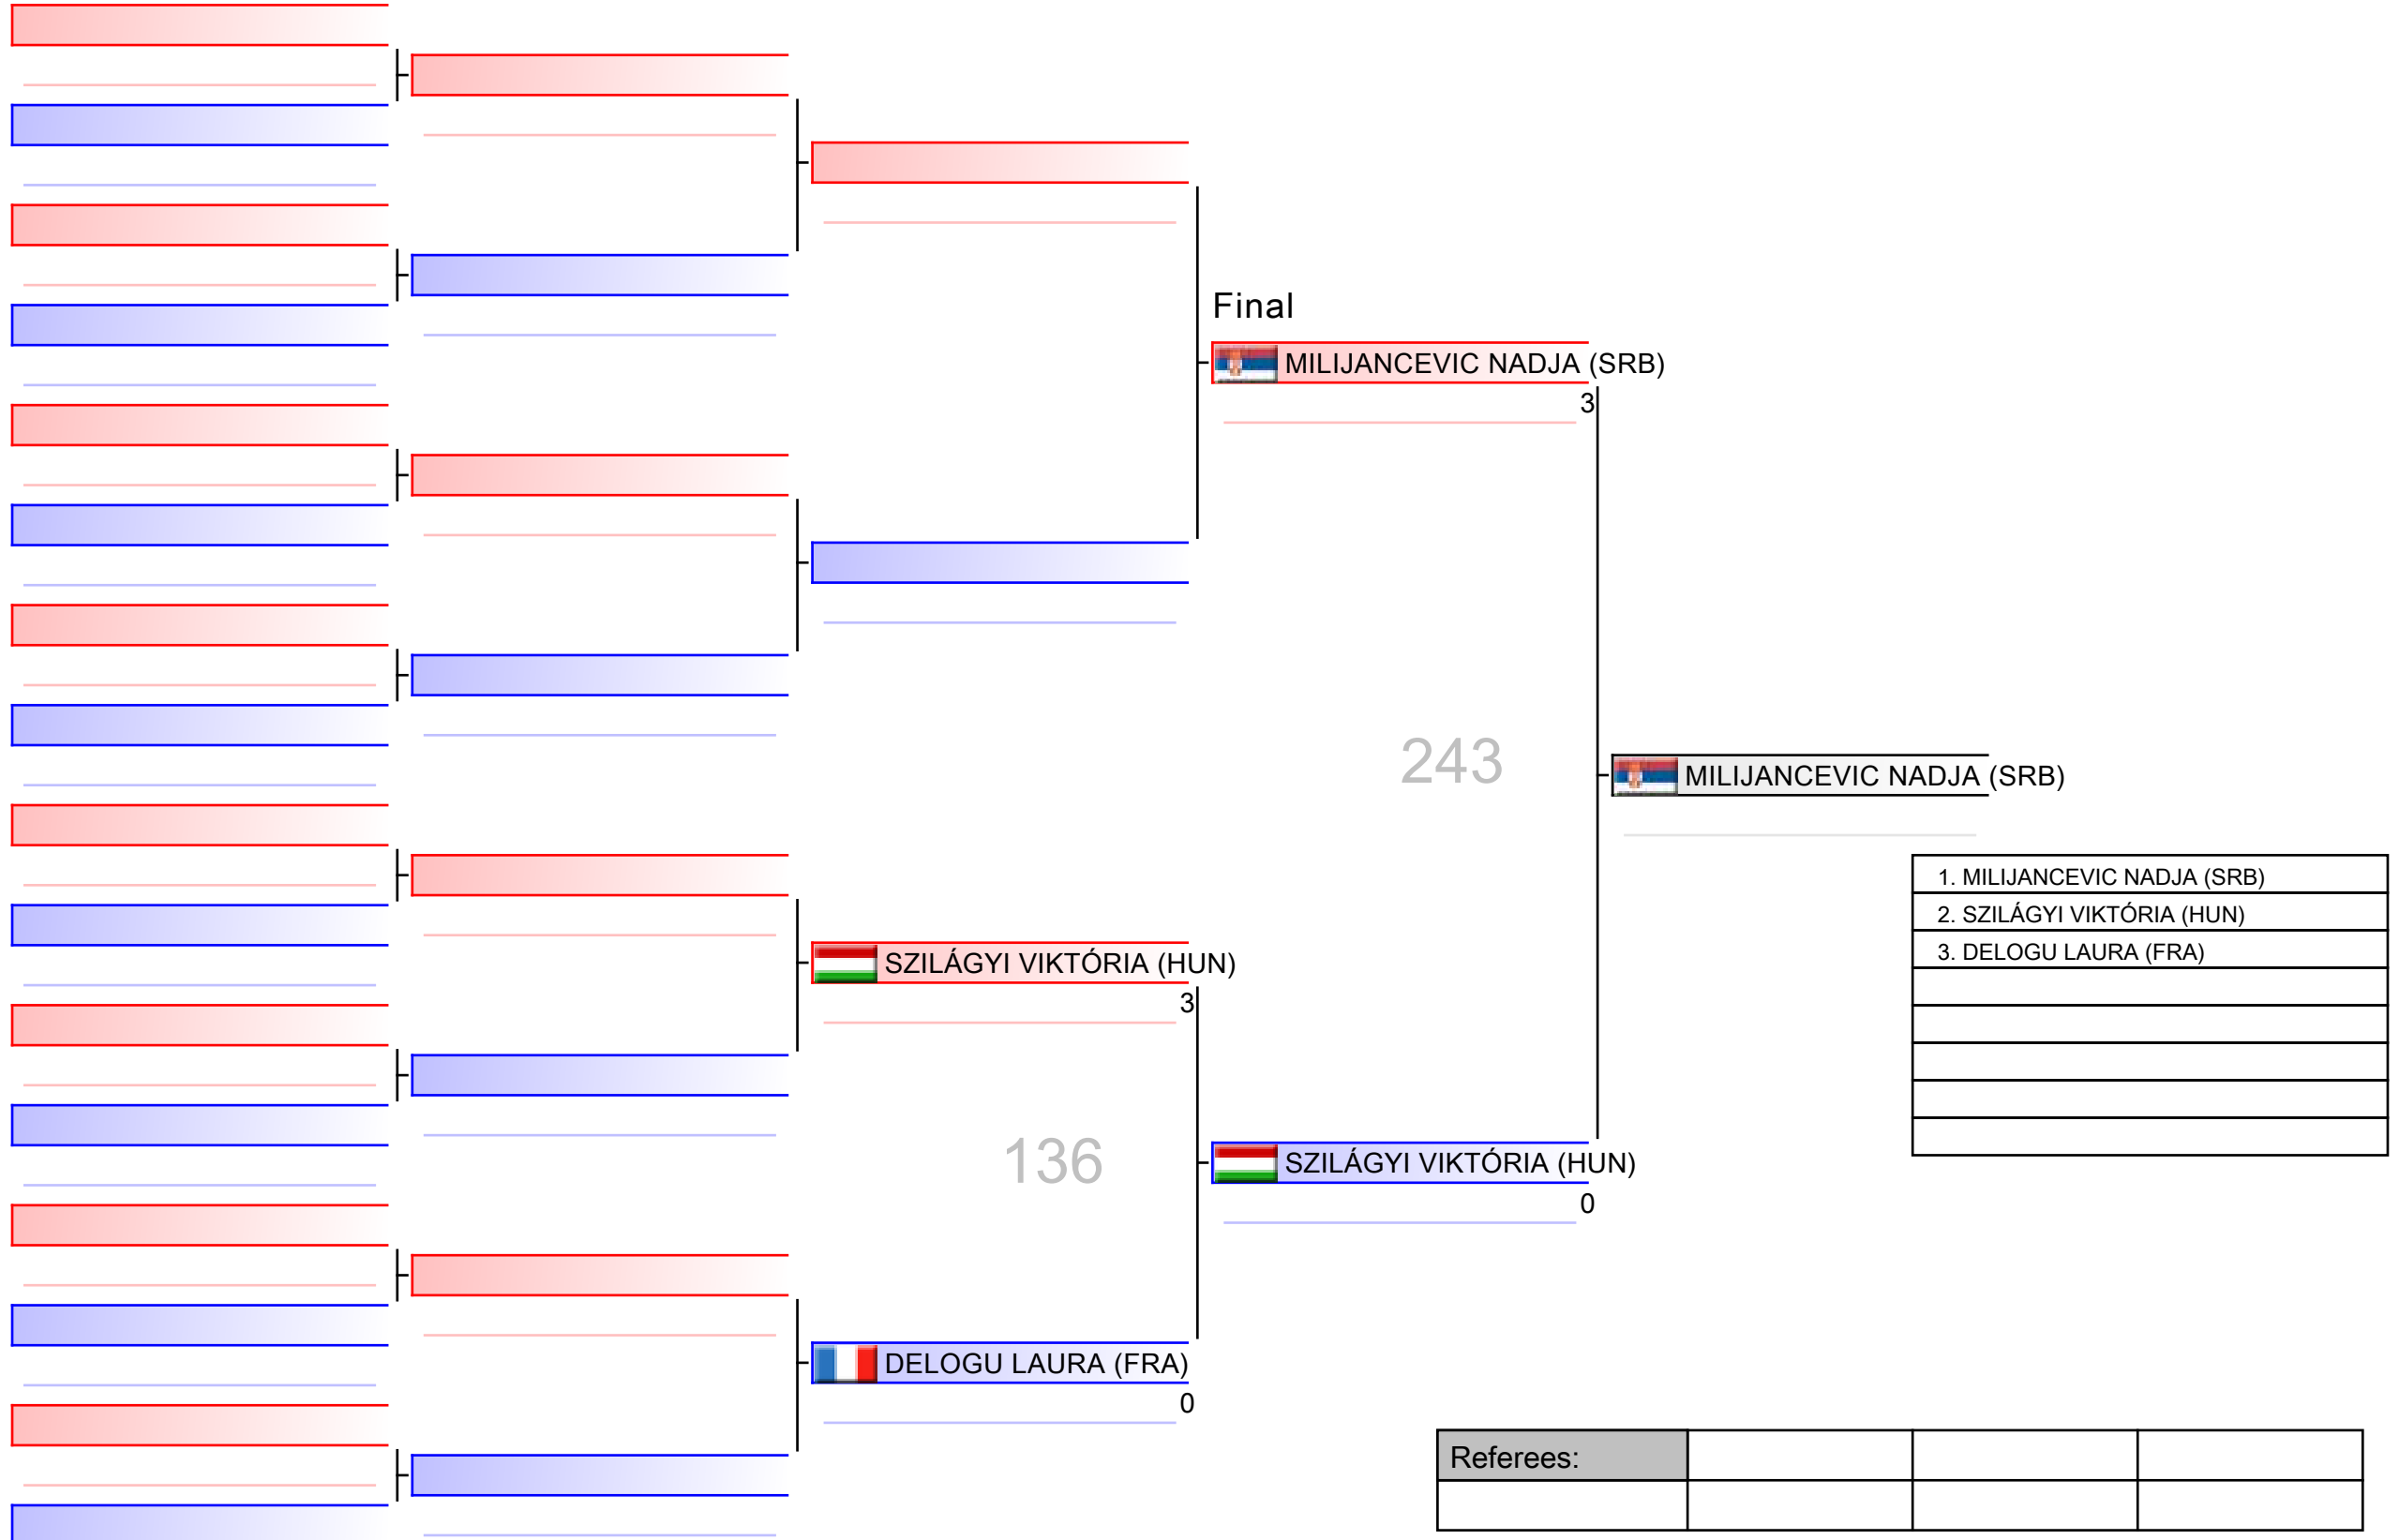 Final
MILIJANCEVIC NADJA (SRB)
3
243
MILIJANCEVIC NADJA (SRB)
1. MILIJANCEVIC NADJA (SRB)
2. SZILÁGYI VIKTÓRIA (HUN)
3. DELOGU LAURA (FRA)
SZILÁGYI VIKTÓRIA (HUN)
3
136
SZILÁGYI VIKTÓRIA (HUN)
0
DELOGU LAURA (FRA)
0
Referees: